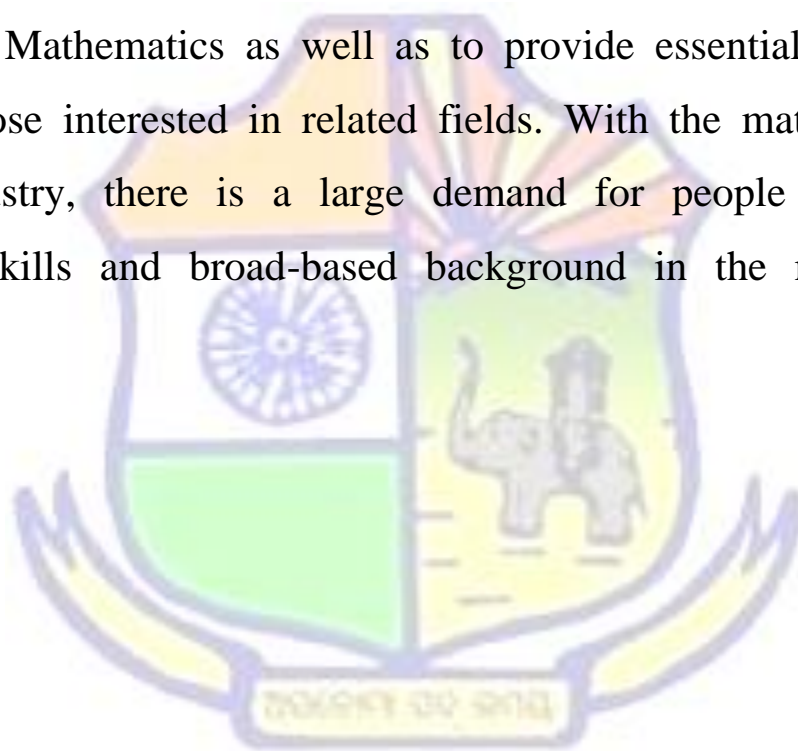 Mathematics as well as to provide essential
ose interested in related fields. With the mat
stry, there is a large demand for people
kills and broad-based background in the